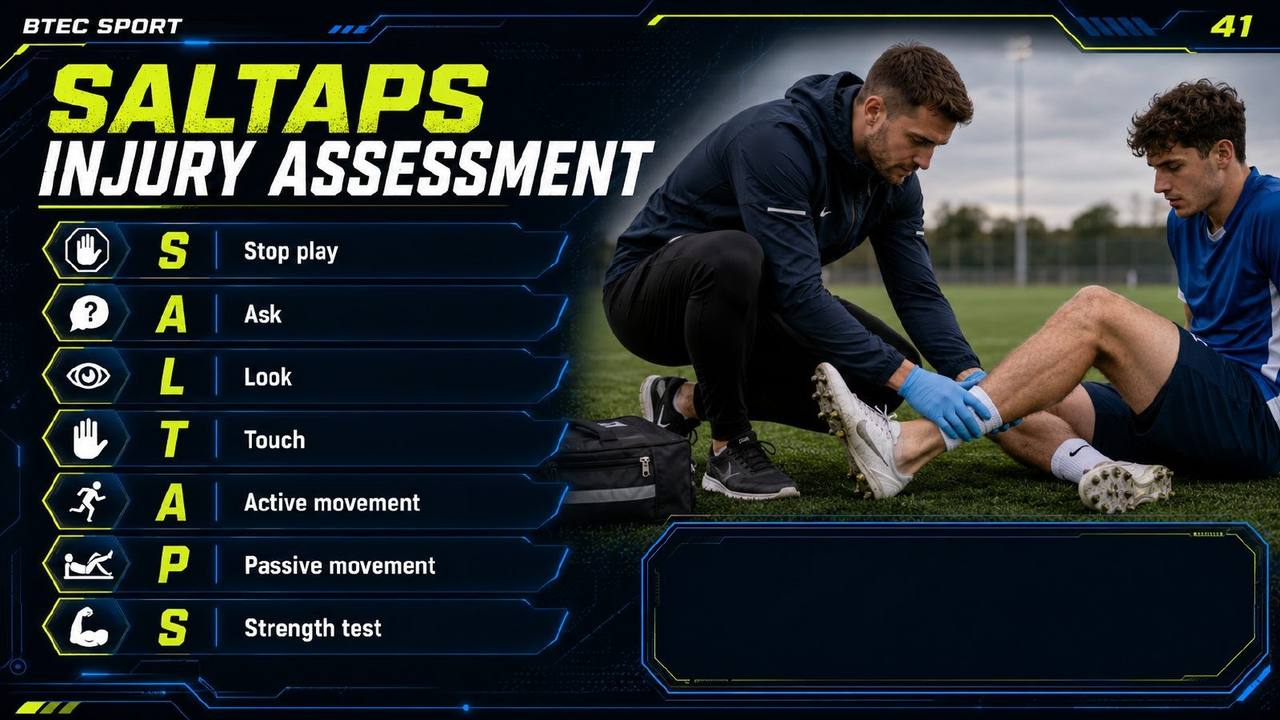 BTEC SPORT
41
SALTAPS
INJURY ASSESSMENT
S Stop play
? A Ask
L Look
T Touch
A Active movement
P Passive movement
S Strength test